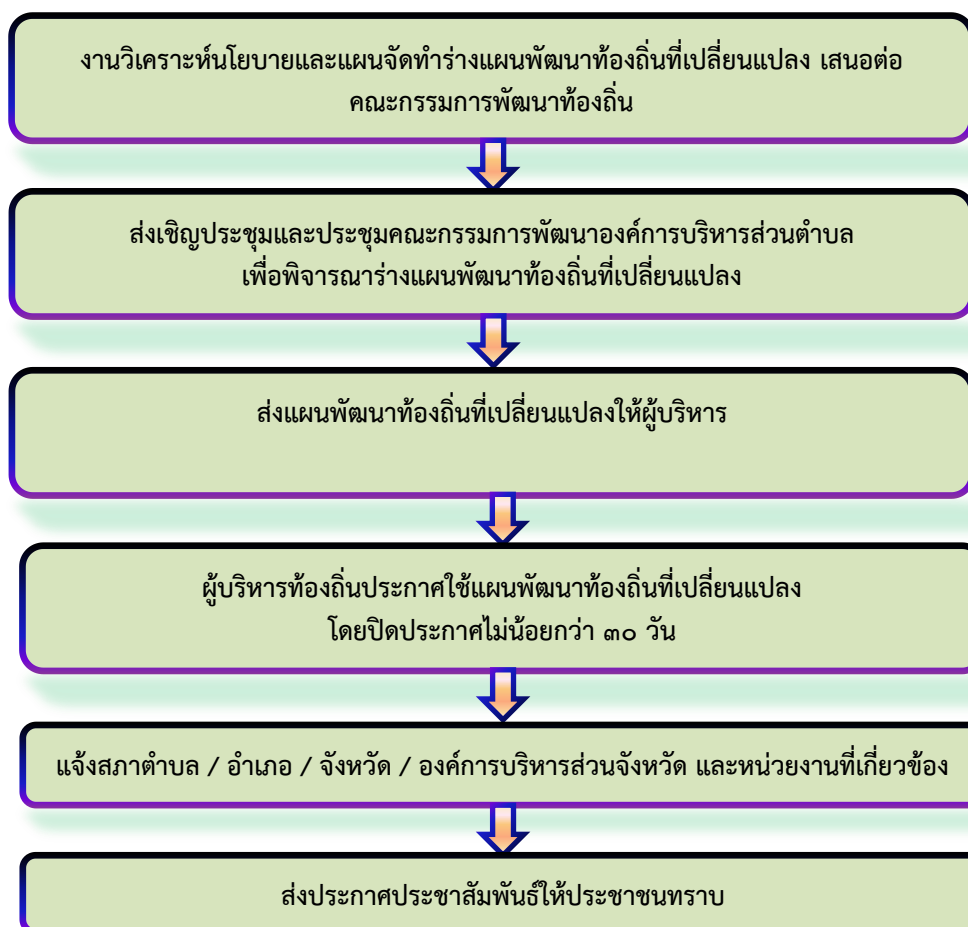 งานวิเคราะห์นโยบายและแผนจัดทำร่างแผนพัฒนาท้องถิ่นที่เปลี่ยนแปลง เสนอต่อ
คณะกรรมการพัฒนาท้องถิ่น
ส่งเชิญประชุมและประชุมคณะกรรมการพัฒนาองค์การบริหารส่วนตำบล
เพื่อพิจารณาร่างแผนพัฒนาท้องถิ่นที่เปลี่ยนแปลง
ส่งแผนพัฒนาท้องถิ่นที่เปลี่ยนแปลงให้ผู้บริหาร
ผู้บริหารท้องถิ่นประกาศใช้แผนพัฒนาท้องถิ่นที่เปลี่ยนแปลง
โดยปิดประกาศไม่น้อยกว่า ๓๐ วัน
แจ้งสภาตำบล / อำเภอ / จังหวัด / องค์การบริหารส่วนจังหวัด และหน่วยงานที่เกี่ยวข้อง
ส่งประกาศประชาสัมพันธ์ให้ประชาชนทราบ